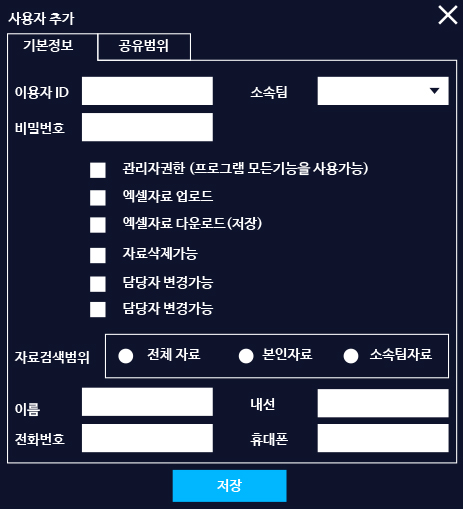 사용자 추가
기본정보 공유범위
이용자 ID 소속팀
비밀번호
관리자권한 (프로그램 모든기능을 사용가능)
엑셀자료 업로드
엑셀자료 다운로드(저장)
자료삭제가능
담당자 변경가능
담당자 변경가능
자료검색범위 전체 자료 본인자료 소속팀자료
이름 내선
전화번호 휴대폰
저장